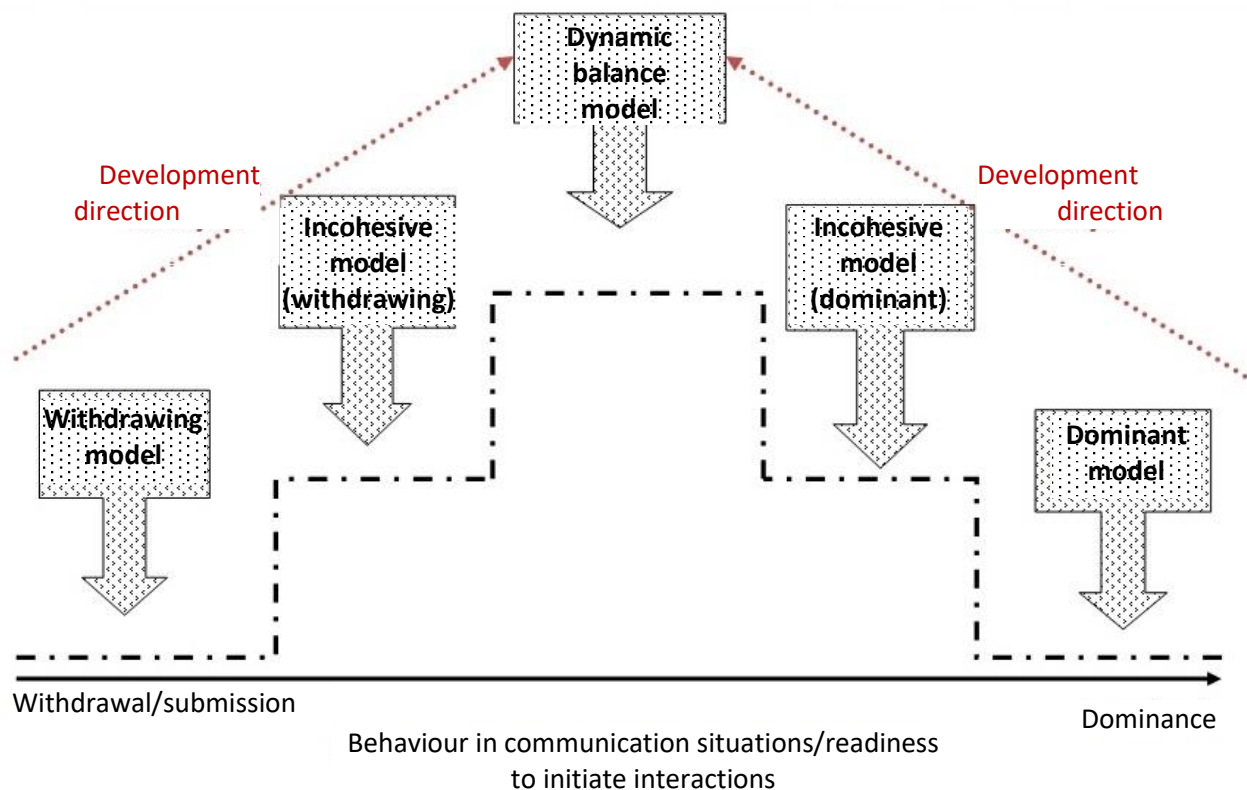 Dynamic
balance
model
Development
direction
Development
direction
Incohesive
model
(withdrawing)
Incohesive
model
(dominant)
Withdrawing
model
Dominant
model
Withdrawal/submission
Dominance
Behaviour in communication situations/readiness
to initiate interactions